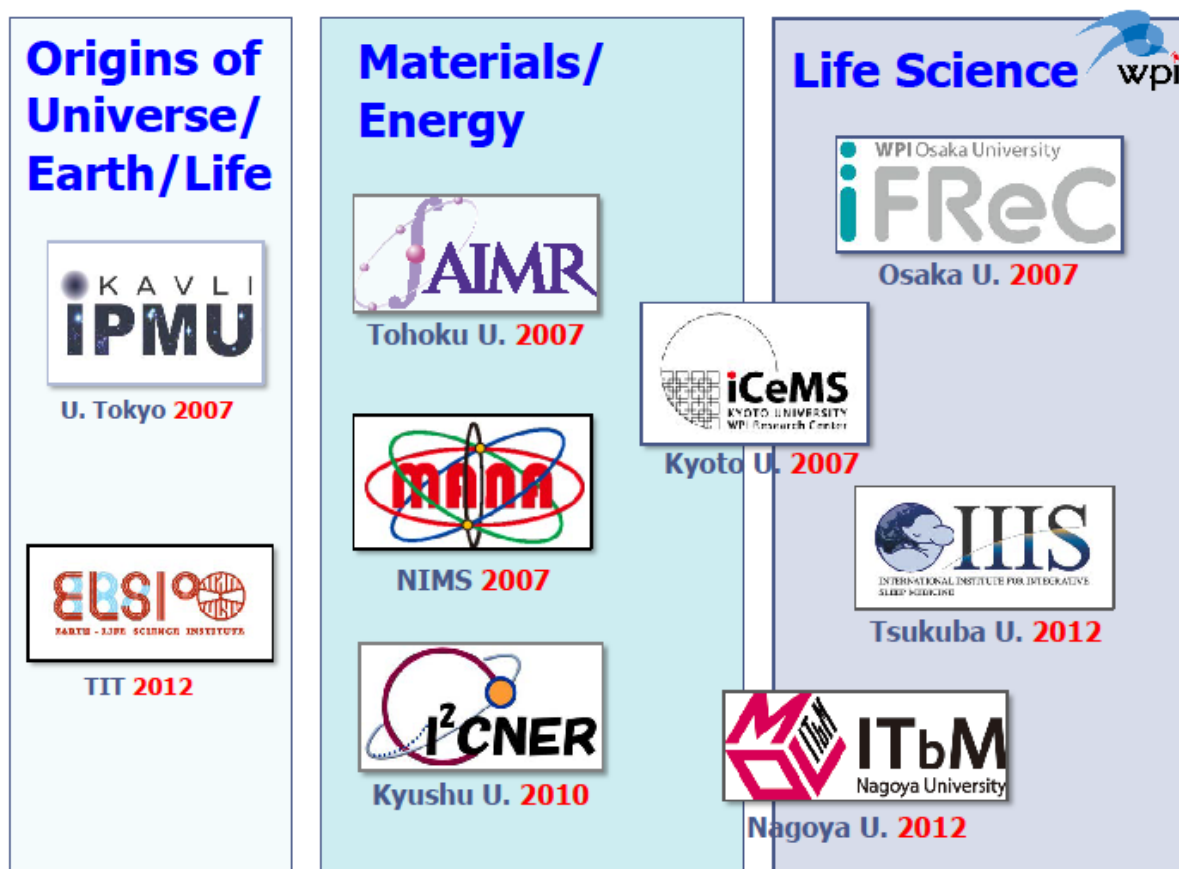 Origins of
Universe/
Earth/Life
KAVLI
IPMU
U. Tokyo 2007
ELSI
EARTH - LIFE SCIENCE INSTITUTE
TIT 2012
Materials/
Energy
AIMR
Tohoku U. 2007
MANA
NIMS 2007
I²CNER
Kyushu U. 2010
iCeMS
KYOTO UNIVERSITY
WPI Research Center
Kyoto U. 2007
Life Science
wpi
WPI Osaka University
iFReC
Osaka U. 2007
IIIS
INTERNATIONAL INSTITUTE FOR INTEGRATIVE
SLEEP MEDICINE
Tsukuba U. 2012
ITbM
ITbM
Nagoya University
Nagoya U. 2012